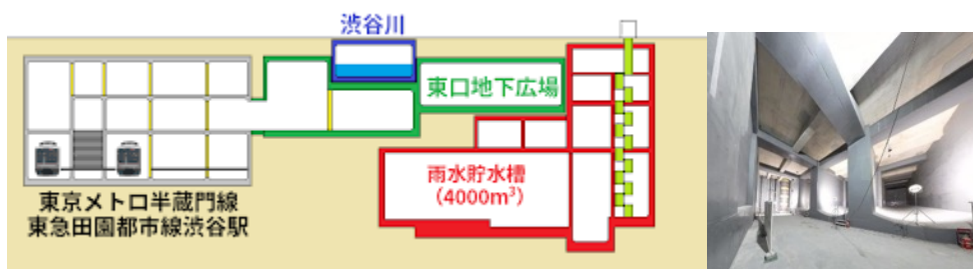 渋谷川
東口地下広場
雨水貯水槽
（4000m³）
東京メトロ半蔵門線
東急田園都市線渋谷駅